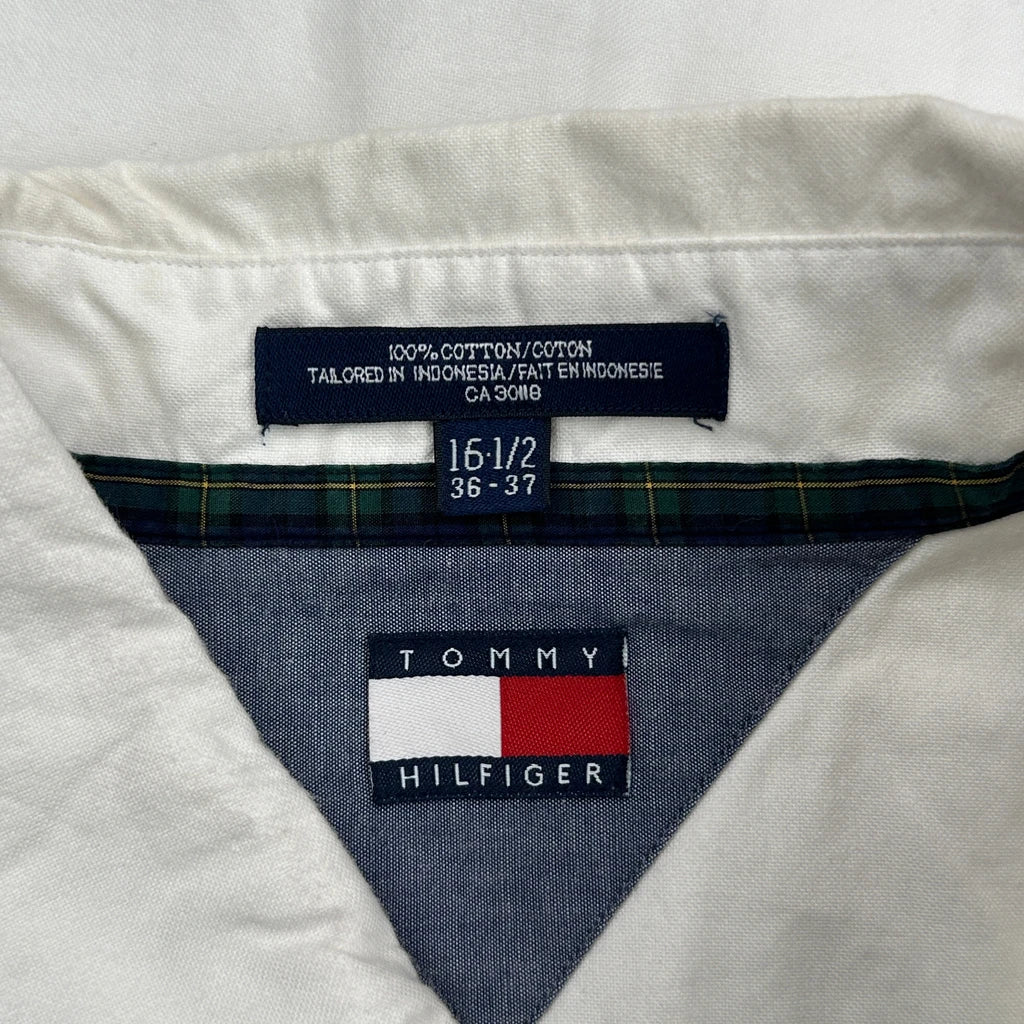 100% COTTON/COTON
TAILORED IN INDONESIA/FAIT EN INDONESIE
CA 30118
16·1/2
36 - 37
TOMMY
HILFIGER